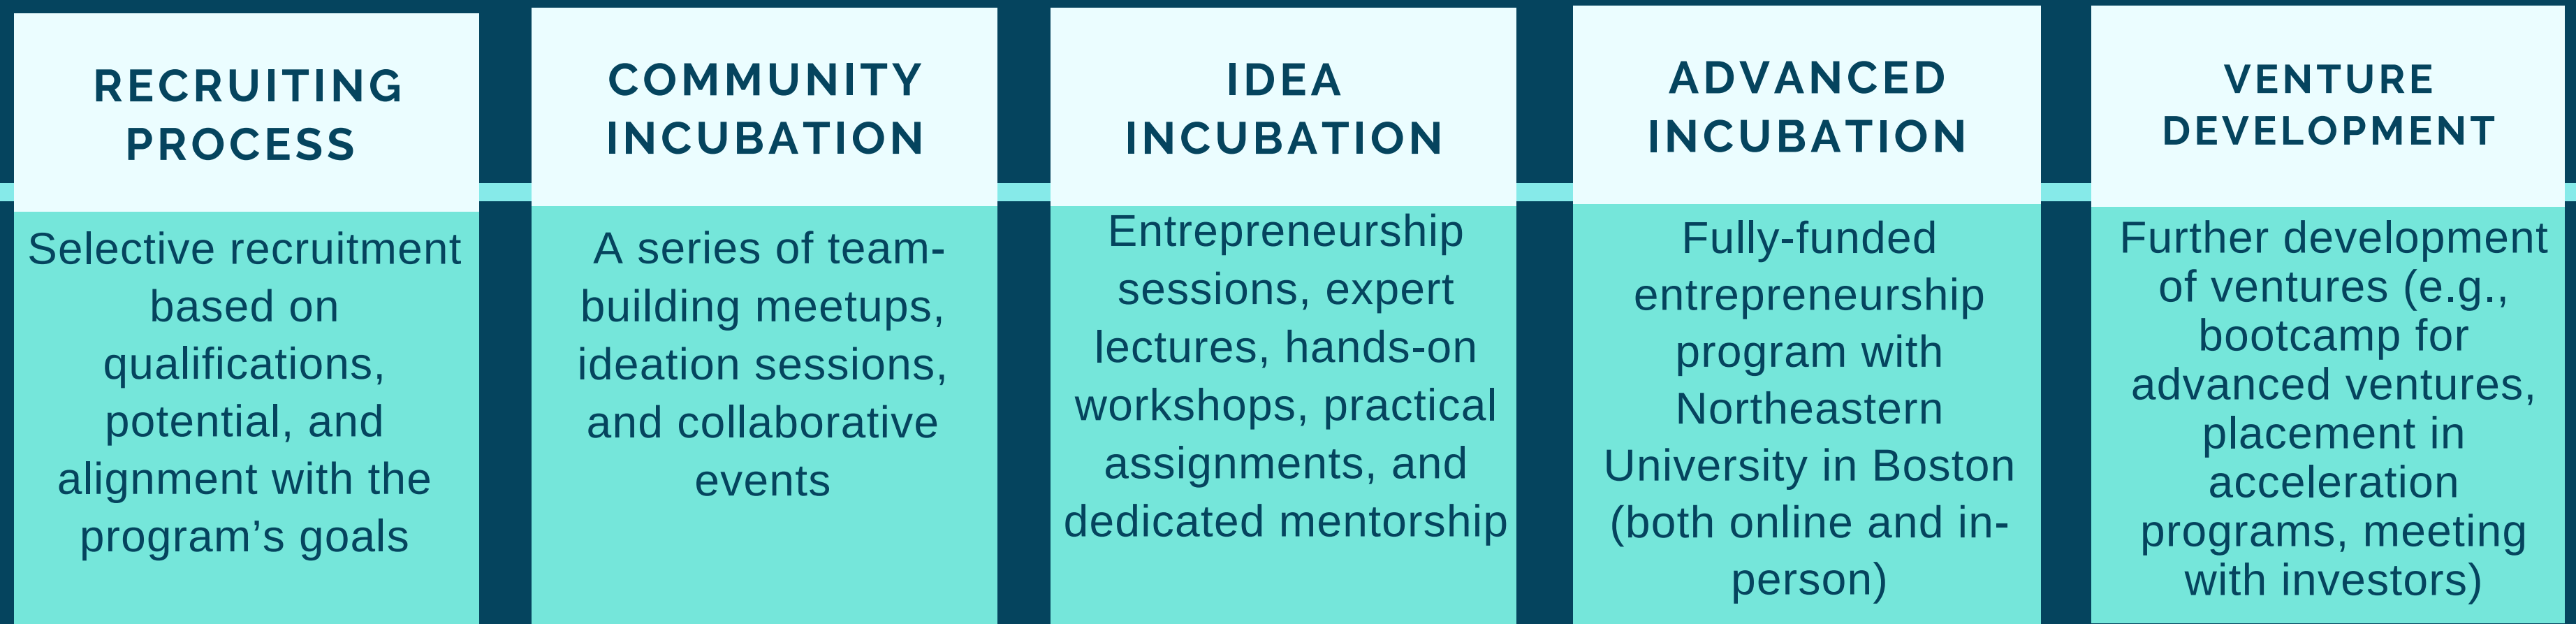 RECRUITING
PROCESS
Selective recruitment
based on
qualifications,
potential, and
alignment with the
program’s goals
COMMUNITY
INCUBATION
A series of team-
building meetups,
ideation sessions,
and collaborative
events
IDEA
INCUBATION
Entrepreneurship
sessions, expert
lectures, hands-on
workshops, practical
assignments, and
dedicated mentorship
ADVANCED
INCUBATION
Fully-funded
entrepreneurship
program with
Northeastern
University in Boston
(both online and in-
person)
VENTURE
DEVELOPMENT
Further development
of ventures (e.g.,
bootcamp for
advanced ventures,
placement in
acceleration
programs, meeting
with investors)